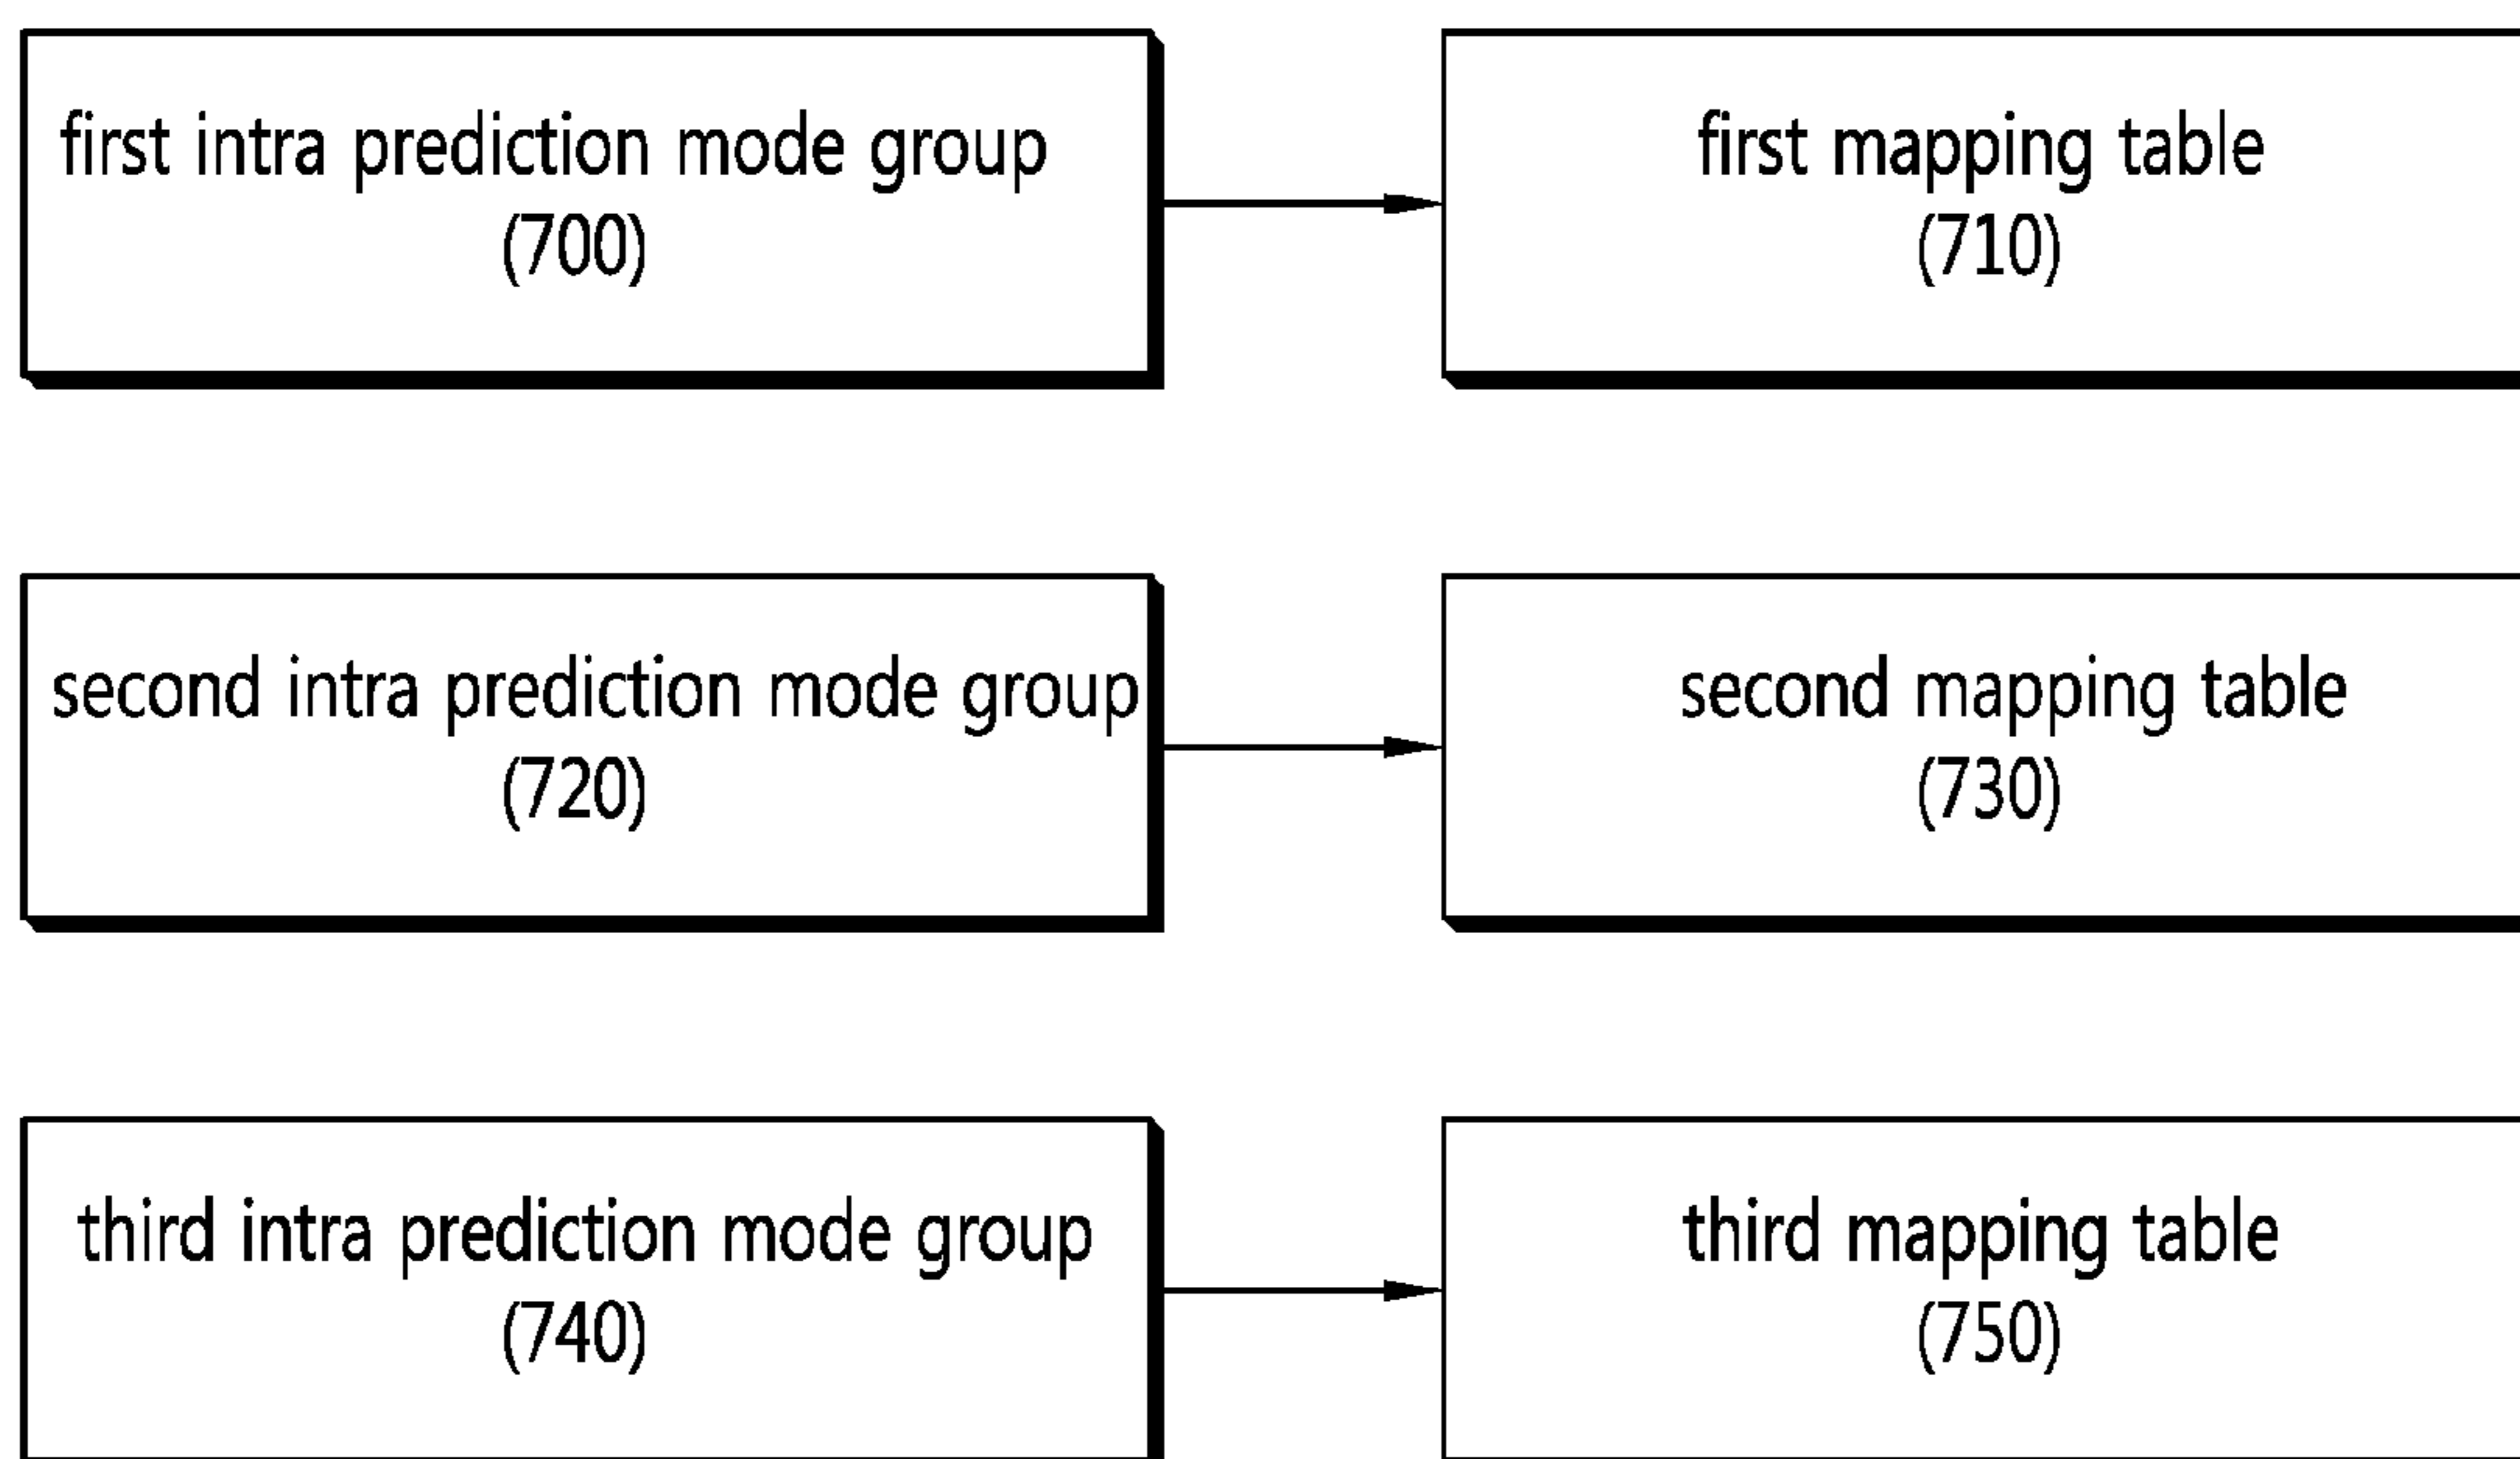 first intra prediction mode group
(700)
first mapping table
(710)
second intra prediction mode group
(720)
second mapping table
(730)
third intra prediction mode group
(740)
third mapping table
(750)